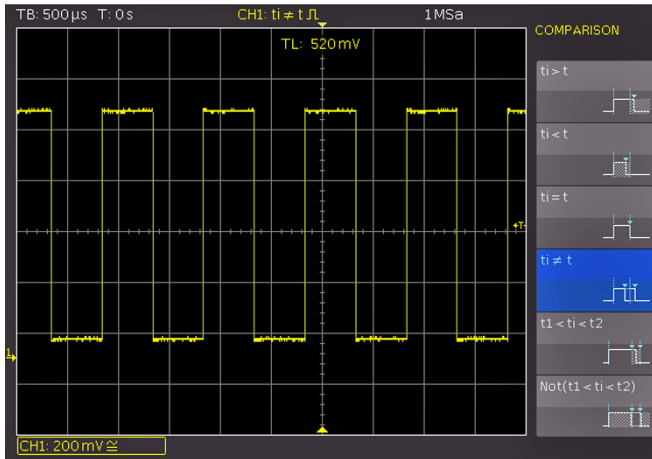 TB: 500µs T: 0s CH1: ti ≠ t 1MSa
TL: 520mV
COMPARISON
ti > t
ti < t
ti = t
ti ≠ t
t1 < ti < t2
Not(t1 < ti < t2)
T
1
CH1: 200mV ≅